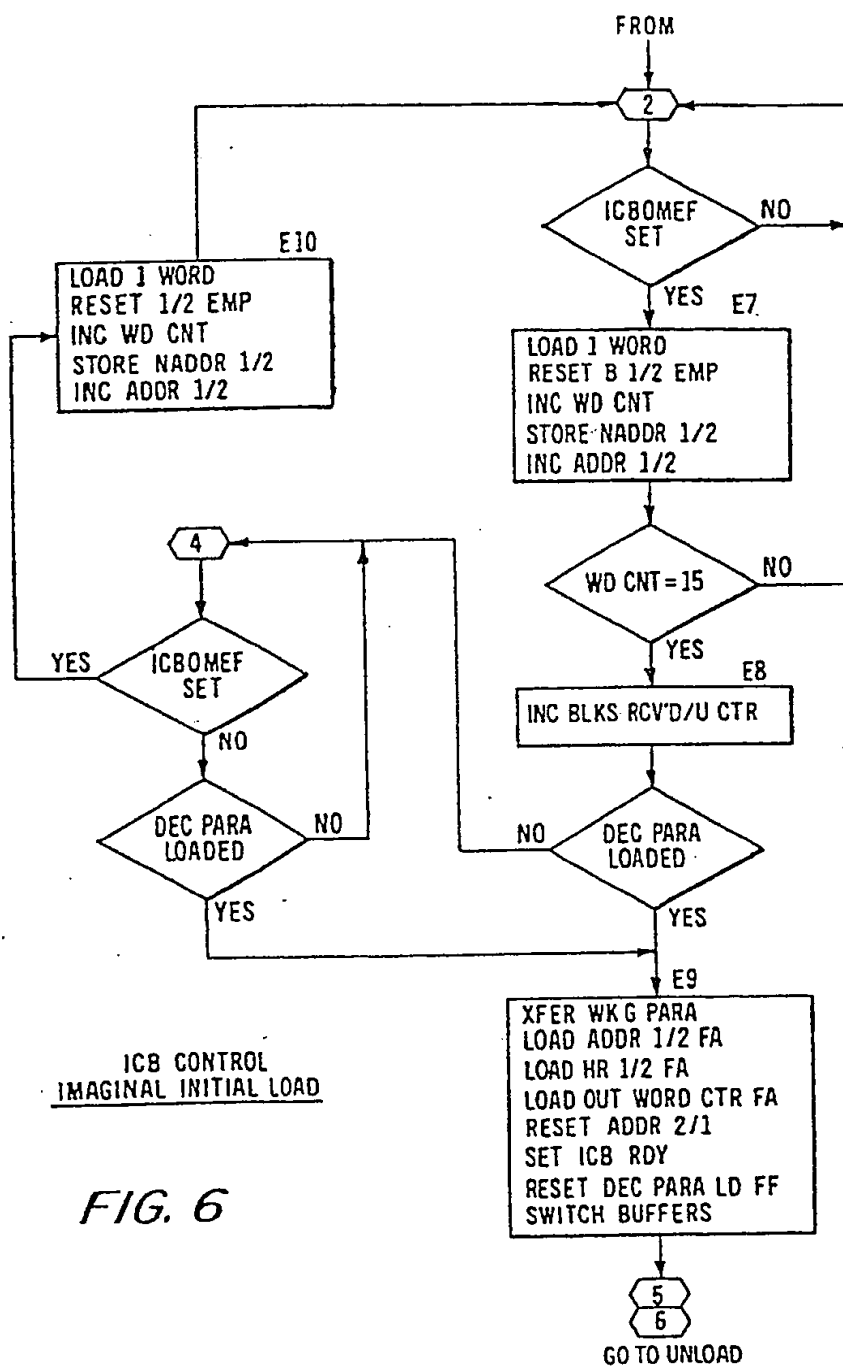 FROM
2
ICBOMEF
SET
NO
YES
E7
LOAD 1 WORD
RESET B 1/2 EMP
INC WD CNT
STORE NADDR 1/2
INC ADDR 1/2
WD CNT=15
NO
YES
E8
INC BLKS RCV'D/U CTR
DEC PARA
LOADED
NO
YES
E10
LOAD 1 WORD
RESET 1/2 EMP
INC WD CNT
STORE NADDR 1/2
INC ADDR 1/2
4
ICBOMEF
SET
YES
NO
DEC PARA
LOADED
NO
YES
E9
XFER WKG PARA
LOAD ADDR 1/2 FA
LOAD HR 1/2 FA
LOAD OUT WORD CTR FA
RESET ADDR 2/1
SET ICB RDY
RESET DEC PARA LD FF
SWITCH BUFFERS
5
6
GO TO UNLOAD
ICB CONTROL
IMAGINAL INITIAL LOAD
FIG. 6